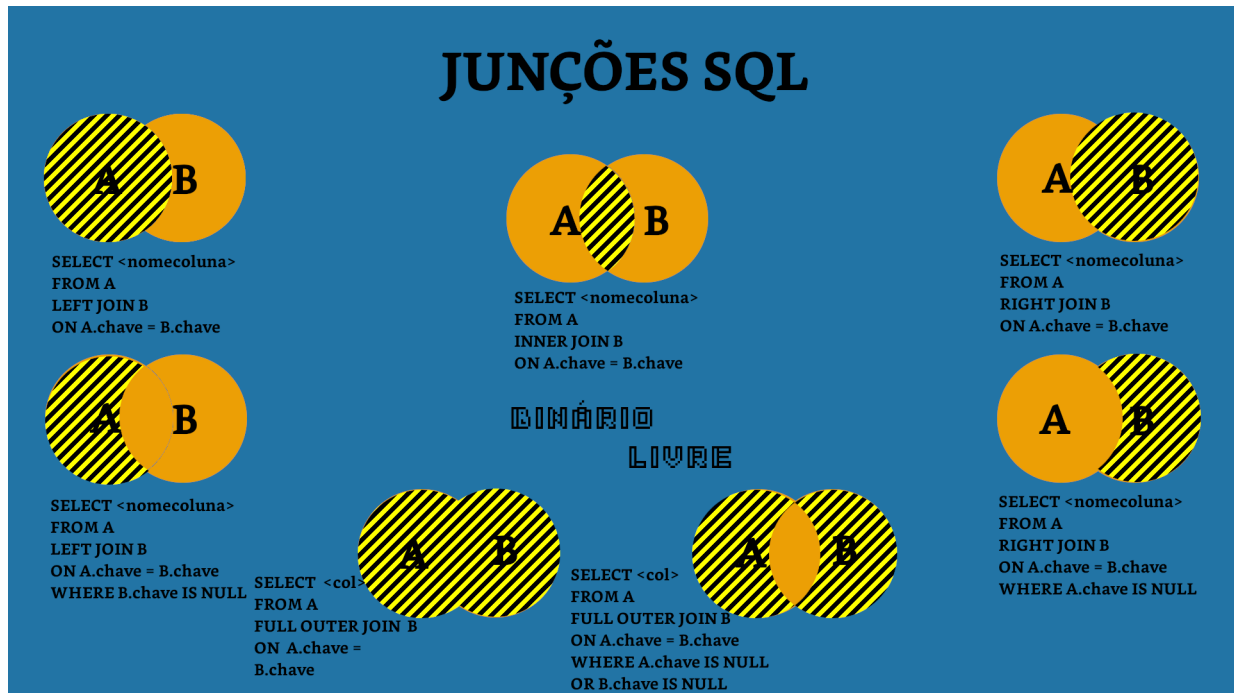 JUNÇÕES SQL
A B
SELECT <nomecoluna>
FROM A
LEFT JOIN B
ON A.chave = B.chave
A B
SELECT <nomecoluna>
FROM A
INNER JOIN B
ON A.chave = B.chave
A B
SELECT <nomecoluna>
FROM A
RIGHT JOIN B
ON A.chave = B.chave
A B
SELECT <nomecoluna>
FROM A
LEFT JOIN B
ON A.chave = B.chave
WHERE B.chave IS NULL
BINÁRIO
LIVRE
A B
SELECT <nomecoluna>
FROM A
RIGHT JOIN B
ON A.chave = B.chave
WHERE A.chave IS NULL
A B
SELECT <col>
FROM A
FULL OUTER JOIN B
ON A.chave =
B.chave
A B
SELECT <col>
FROM A
FULL OUTER JOIN B
ON A.chave = B.chave
WHERE A.chave IS NULL
OR B.chave IS NULL